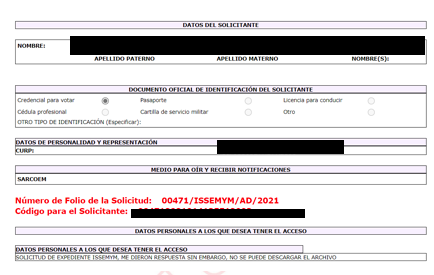 DATOS DEL SOLICITANTE
NOMBRE:
APELLIDO PATERNO APELLIDO MATERNO NOMBRE(S):
DOCUMENTO OFICIAL DE IDENTIFICACIÓN DEL SOLICITANTE
Credencial para votar Pasaporte Licencia para conducir
Cédula profesional Cartilla de servicio militar Otro
OTRO TIPO DE IDENTIFICACIÓN (Especificar):
DATOS DE PERSONALIDAD Y REPRESENTACIÓN
CURP:
MEDIO PARA OÍR Y RECIBIR NOTIFICACIONES
SARCOEM
Número de Folio de la Solicitud: 00471/ISSEMYM/AD/2021
Código para el Solicitante:
DATOS PERSONALES A LOS QUE DESEA TENER EL ACCESO
DATOS PERSONALES A LOS QUE DESEA TENER EL ACCESO
SOLICITUD DE EXPEDIENTE ISSEMYM, ME DIERON RESPUESTA SIN EMBARGO, NO SE PUEDE DESCARGAR EL ARCHIVO